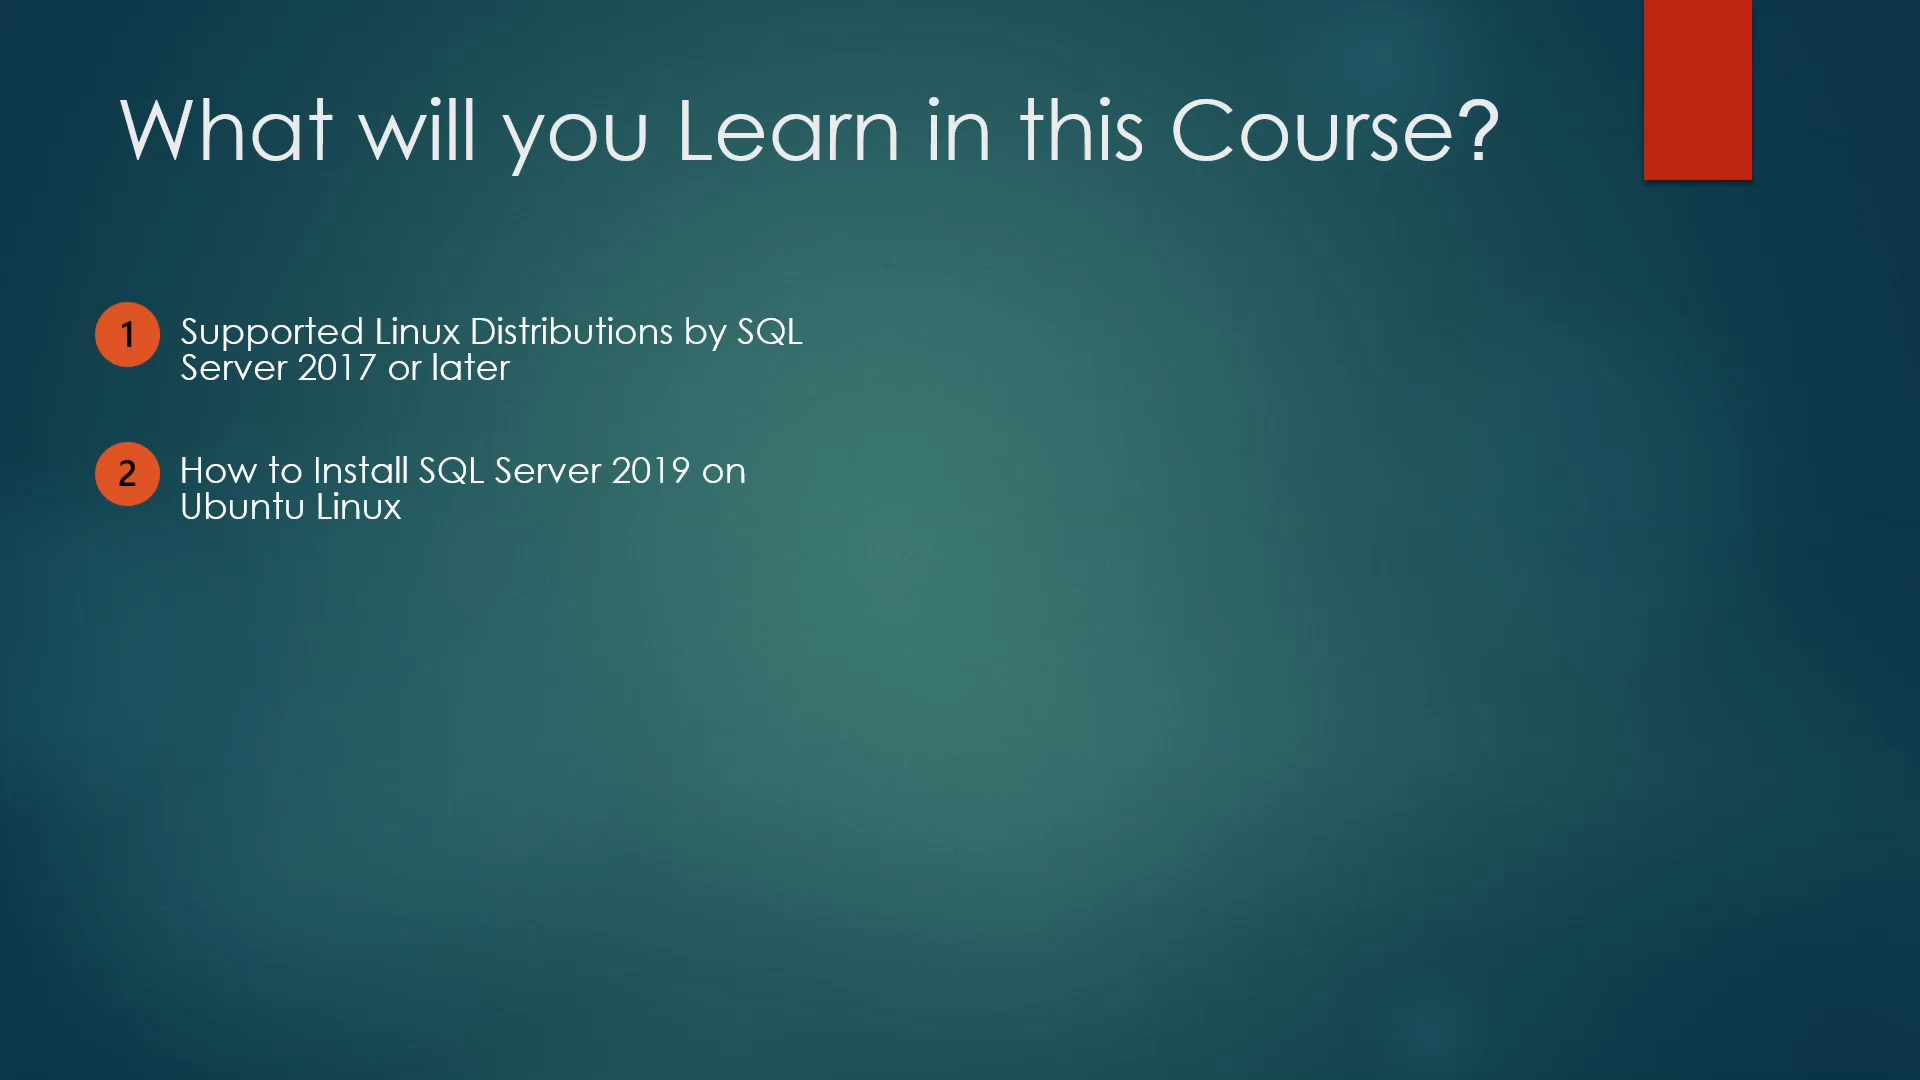 What will you Learn in this Course?
1 Supported Linux Distributions by SQL
Server 2017 or later
2 How to Install SQL Server 2019 on
Ubuntu Linux